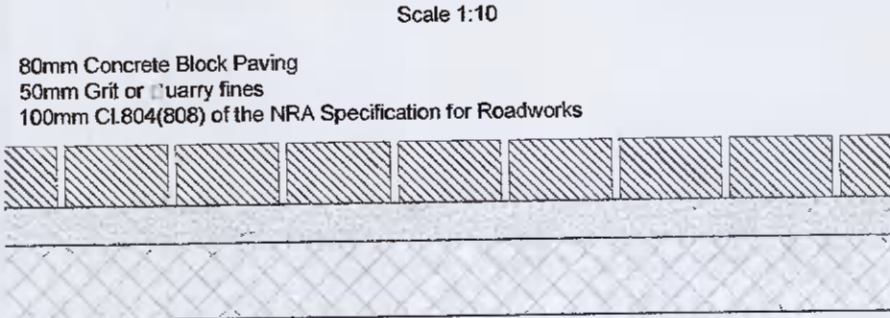 Scale 1:10
80mm Concrete Block Paving
50mm Grit or fines
100mm Cl.804(808) of the NRA Specification for Roadworks